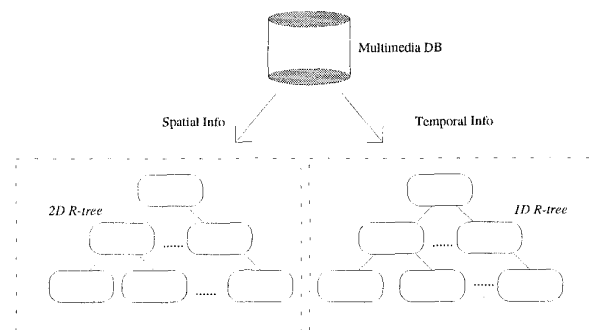 Multimedia DB
Spatial Info
Temporal Info
2D R-tree
1D R-tree
......
......
......
......